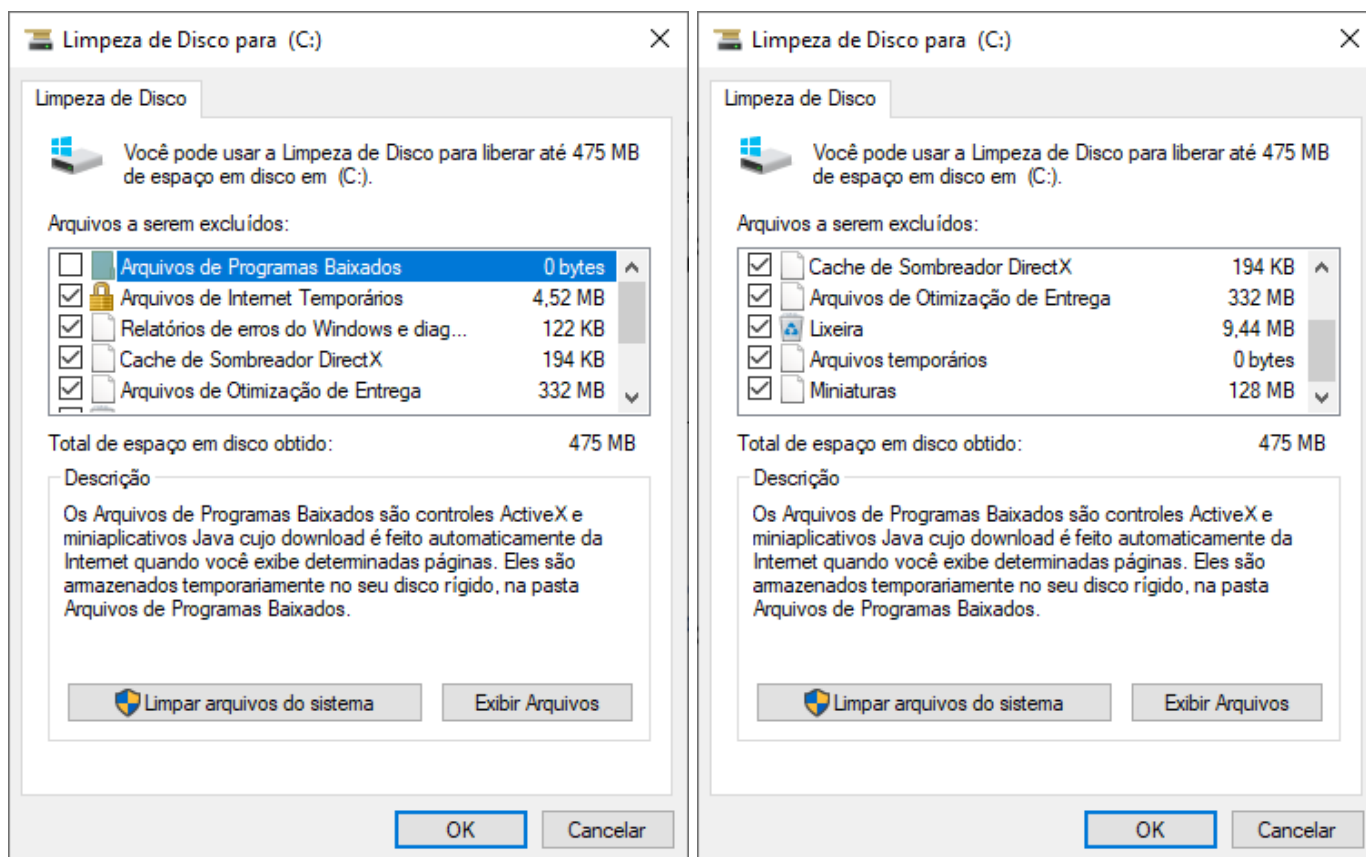 Limpeza de Disco para (C:)
Limpeza de Disco
Você pode usar a Limpeza de Disco para liberar até 475 MB
de espaço em disco em (C:).
Arquivos a serem excluídos:
Arquivos de Programas Baixados 0 bytes
Arquivos de Internet Temporários 4,52 MB
Relatórios de erros do Windows e diag... 122 KB
Cache de Sombreador DirectX 194 KB
Arquivos de Otimização de Entrega 332 MB
Total de espaço em disco obtido: 475 MB
Descrição
Os Arquivos de Programas Baixados são controles ActiveX e
miniaplicativos Java cujo download é feito automaticamente da
Internet quando você exibe determinadas páginas. Eles são
armazenados temporariamente no seu disco rígido, na pasta
Arquivos de Programas Baixados.
Limpar arquivos do sistema Exibir Arquivos
OK Cancelar
Limpeza de Disco para (C:)
Limpeza de Disco
Você pode usar a Limpeza de Disco para liberar até 475 MB
de espaço em disco em (C:).
Arquivos a serem excluídos:
Cache de Sombreador DirectX 194 KB
Arquivos de Otimização de Entrega 332 MB
Lixeira 9,44 MB
Arquivos temporários 0 bytes
Miniaturas 128 MB
Total de espaço em disco obtido: 475 MB
Descrição
Os Arquivos de Programas Baixados são controles ActiveX e
miniaplicativos Java cujo download é feito automaticamente da
Internet quando você exibe determinadas páginas. Eles são
armazenados temporariamente no seu disco rígido, na pasta
Arquivos de Programas Baixados.
Limpar arquivos do sistema Exibir Arquivos
OK Cancelar